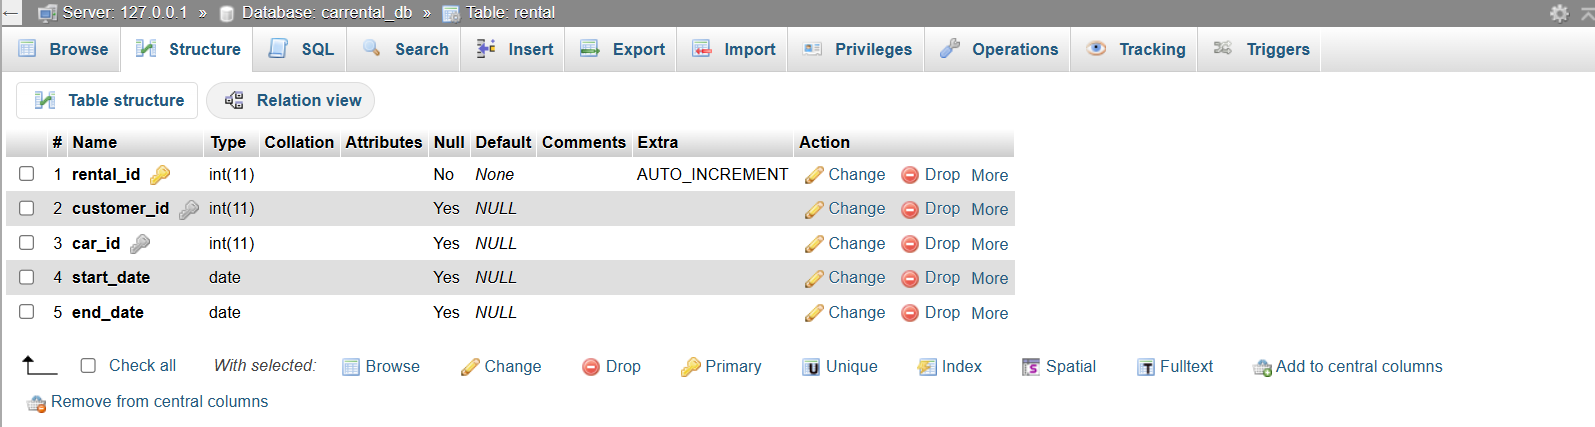 ← Server: 127.0.0.1 » Database: carrental_db » Table: rental
Browse Structure SQL Search Insert Export Import Privileges Operations Tracking Triggers
Table structure Relation view
# Name Type Collation Attributes Null Default Comments Extra Action
1 rental_id int(11) No None AUTO_INCREMENT Change Drop More
2 customer_id int(11) Yes NULL Change Drop More
3 car_id int(11) Yes NULL Change Drop More
4 start_date date Yes NULL Change Drop More
5 end_date date Yes NULL Change Drop More
Check all With selected: Browse Change Drop Primary U Unique Index S Spatial T Fulltext Add to central columns
Remove from central columns